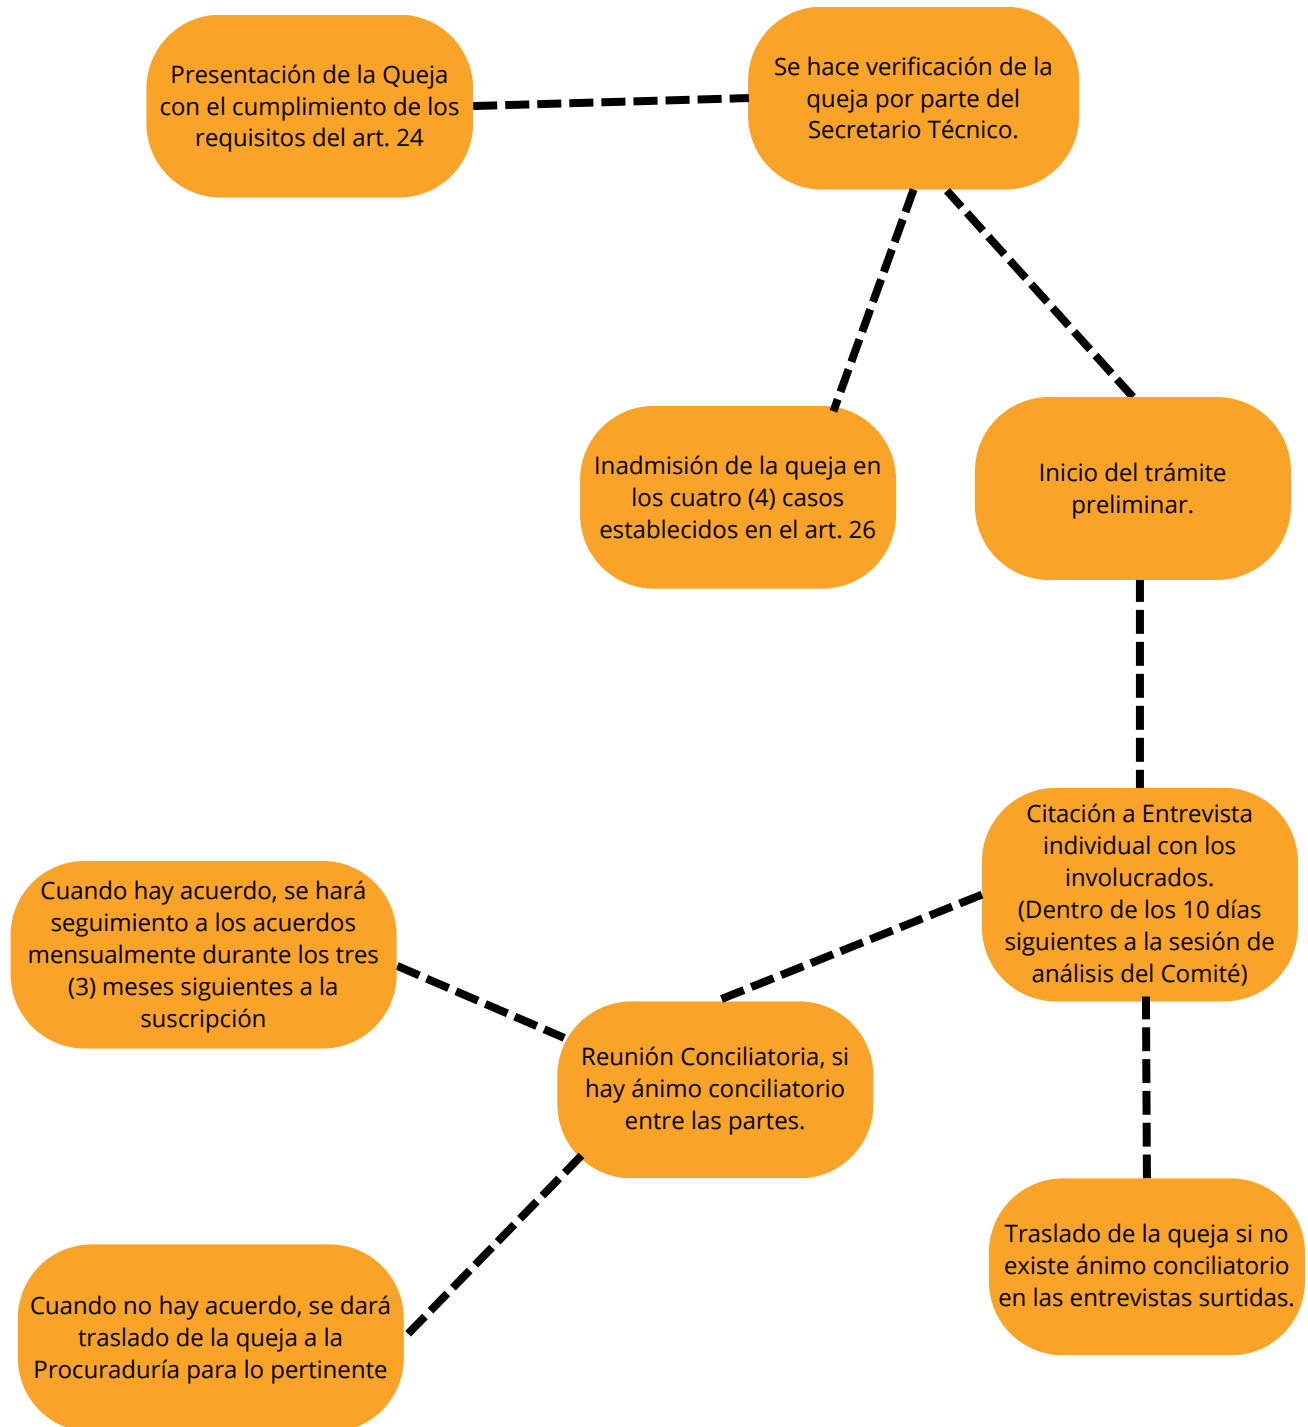 Presentación de la Queja
con el cumplimiento de los
requisitos del art. 24
Se hace verificación de la
queja por parte del
Secretario Técnico.
Inadmisión de la queja en
los cuatro (4) casos
establecidos en el art. 26
Inicio del trámite
preliminar.
Citación a Entrevista
individual con los
involucrados.
(Dentro de los 10 días
siguientes a la sesión de
análisis del Comité)
Cuando hay acuerdo, se hará
seguimiento a los acuerdos
mensualmente durante los tres
(3) meses siguientes a la
suscripción
Reunión Conciliatoria, si
hay ánimo conciliatorio
entre las partes.
Traslado de la queja si no
existe ánimo conciliatorio
en las entrevistas surtidas.
Cuando no hay acuerdo, se dará
traslado de la queja a la
Procuraduría para lo pertinente